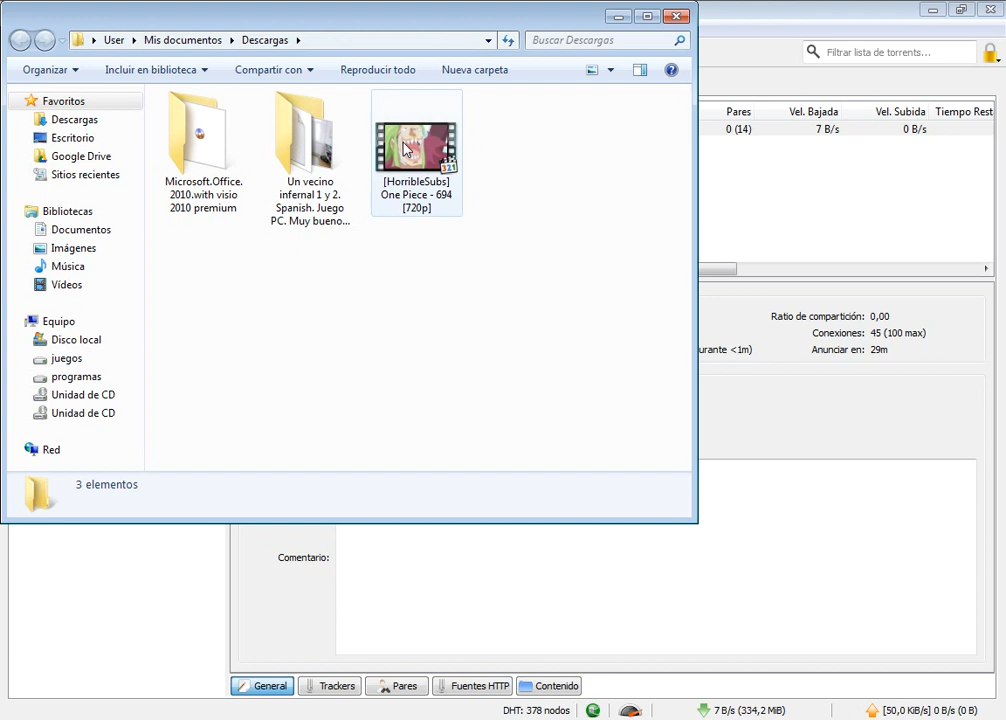 User ▸ Mis documentos ▸ Descargas ▸
Buscar Descargas
Organizar
Incluir en biblioteca
Compartir con
Reproducir todo
Nueva carpeta
Favoritos
Descargas
Escritorio
Google Drive
Sitios recientes
Bibliotecas
Documentos
Imágenes
Música
Vídeos
Equipo
Disco local
juegos
programas
Unidad de CD
Unidad de CD
Red
Microsoft.Office.
2010.with visio
2010 premium
Un vecino
infernal 1 y 2.
Spanish. Juego
PC. Muy bueno...
321
[HorribleSubs]
One Piece - 694
[720p]
3 elementos
Filtrar lista de torrents...
Pares Vel. Bajada Vel. Subida Tiempo Rest
0 (14) 7 B/s 0 B/s
Ratio de compartición: 0,00
Conexiones: 45 (100 max)
urante <1m) Anunciar en: 29m
Comentario:
General Trackers Pares Fuentes HTTP Contenido
DHT: 378 nodos 7 B/s (334,2 MiB) [50,0 KiB/s] 0 B/s (0 B)